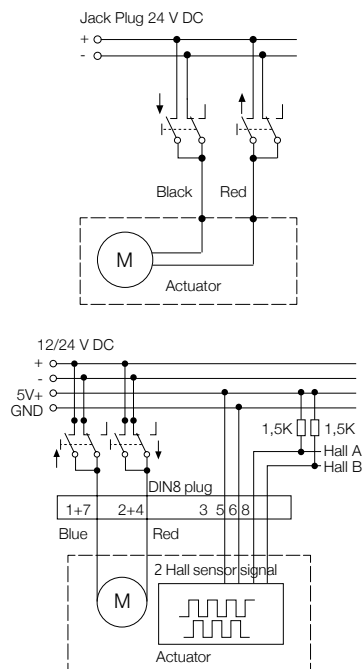 Jack Plug 24 V DC
+
-
Black Red
M
Actuator
12/24 V DC
+
-
5V+
GND
1,5K 1,5K
Hall A
Hall B
DIN8 plug
1+7 2+4 3 5 6 8
Blue Red
2 Hall sensor signal
M
Actuator